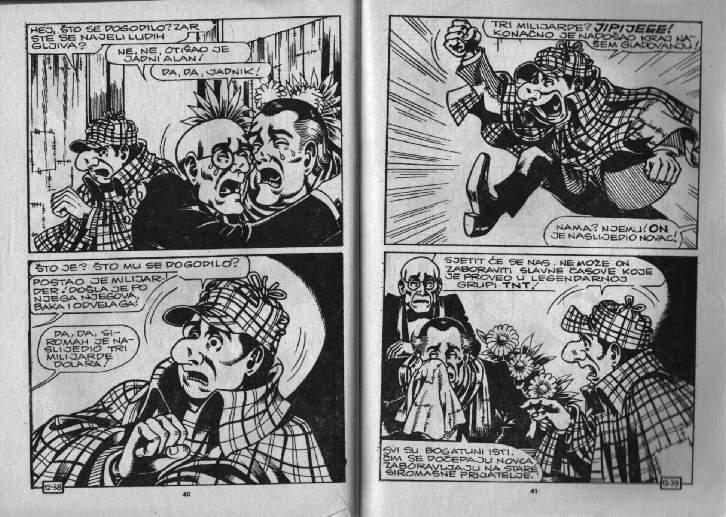 HEJ, ŠTO SE DOGODILO? ZAR
STE SE NAJELI LUDIH
GLJIVA?
NE, NE, OTIŠAO JE
JADNI ALAN!
DA, DA, JADNIK!
ŠTO JE? ŠTO MU SE DOGODILO?
POSTAO JE MILIJAR-
DER! DOŠLA JE PO
NJEGA NJEGOVA
BAKA I ODVELA GA!
DA, DA, SI-
ROMAH JE NA-
SLIJEDIO TRI
MILIJARDE
DOLARA!
12-38
40
TRI MILIJARDE? JIPIJEEE!
KONAČNO JE NADOŠAO KRAJ NA-
ŠEM GLADOVANJU!
NAMA? NJEMU! ON
JE NASLIJEDIO NOVAC!
SJETIT ĆE SE NAS. NE MOŽE ON
ZABORAVITI SLAVNE ČASOVE KOJE
JE PROVEO U LEGENDARNOJ
GRUPI TNT!
SVI SU BOGATUNI ISTI.
ČIM SE DOČEPAJU NOVCA
ZABORAVLJAJU NA STARE
SIROMAŠNE PRIJATELJE.
12-39
41